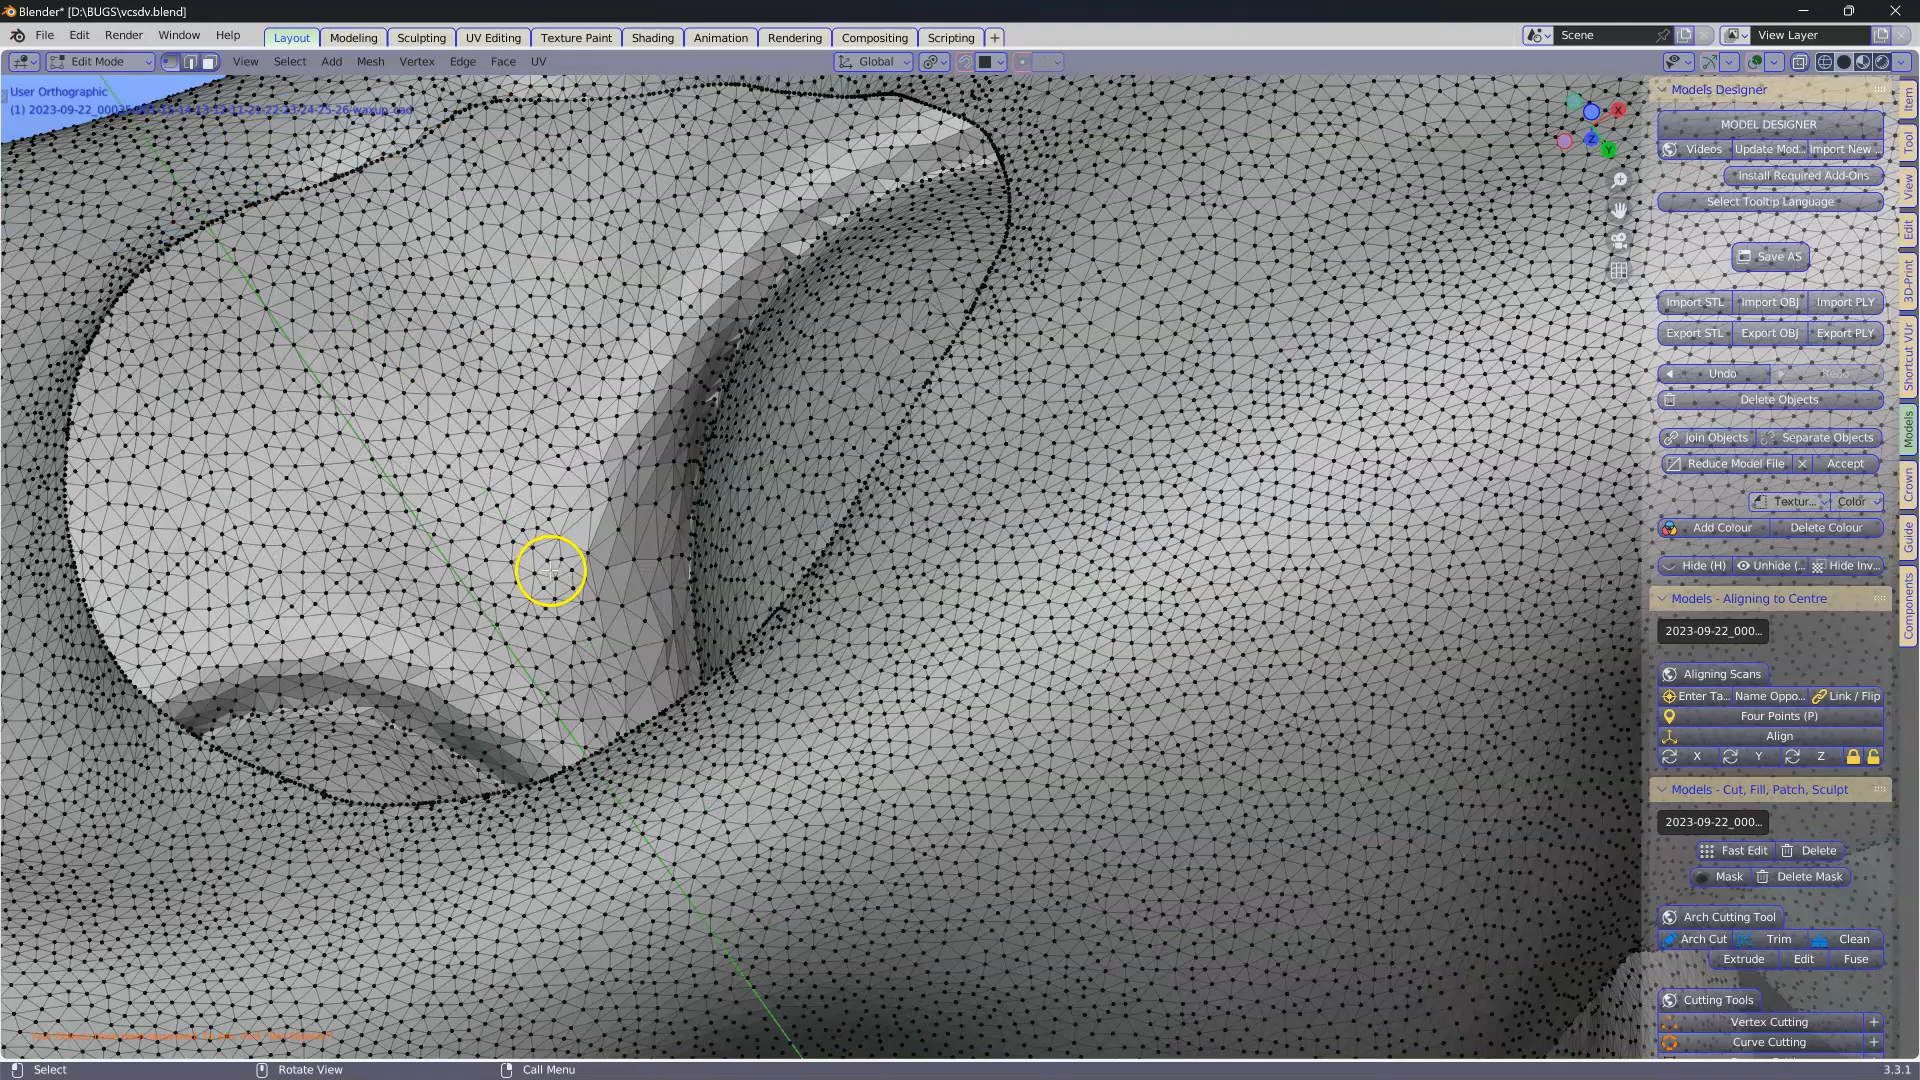 Blender* [D:\BUGS\vcsdv.blend]
File Edit Render Window Help Layout Modeling Sculpting UV Editing Texture Paint Shading Animation Rendering Compositing Scripting + Scene View Layer
Edit Mode View Select Add Mesh Vertex Edge Face UV Global
User Orthographic
X
Z
Y
Item
Tool
View
Edit
3D-Print
Shortcut VUr
Models
Crown
Guide
Components
Models Designer
MODEL DESIGNER
Videos Update Mod... Import New ...
Install Required Add-Ons
Select Tooltip Language
Save AS
Import STL Import OBJ Import PLY
Export STL Export OBJ Export PLY
Undo Redo
Delete Objects
Join Objects Separate Objects
Reduce Model File Accept
Textur... Color
Add Colour Delete Colour
Hide (H) Unhide (... Hide Inv...
Models - Aligning to Centre
2023-09-22_000...
Aligning Scans
Enter Ta... Name Oppo... Link / Flip
Four Points (P)
Align
X Y Z
Models - Cut, Fill, Patch, Sculpt
2023-09-22_000...
Fast Edit Delete
Mask Delete Mask
Arch Cutting Tool
Arch Cut Trim Clean
Extrude Edit Fuse
Cutting Tools
Vertex Cutting +
Curve Cutting +
Select Rotate View Call Menu 3.3.1